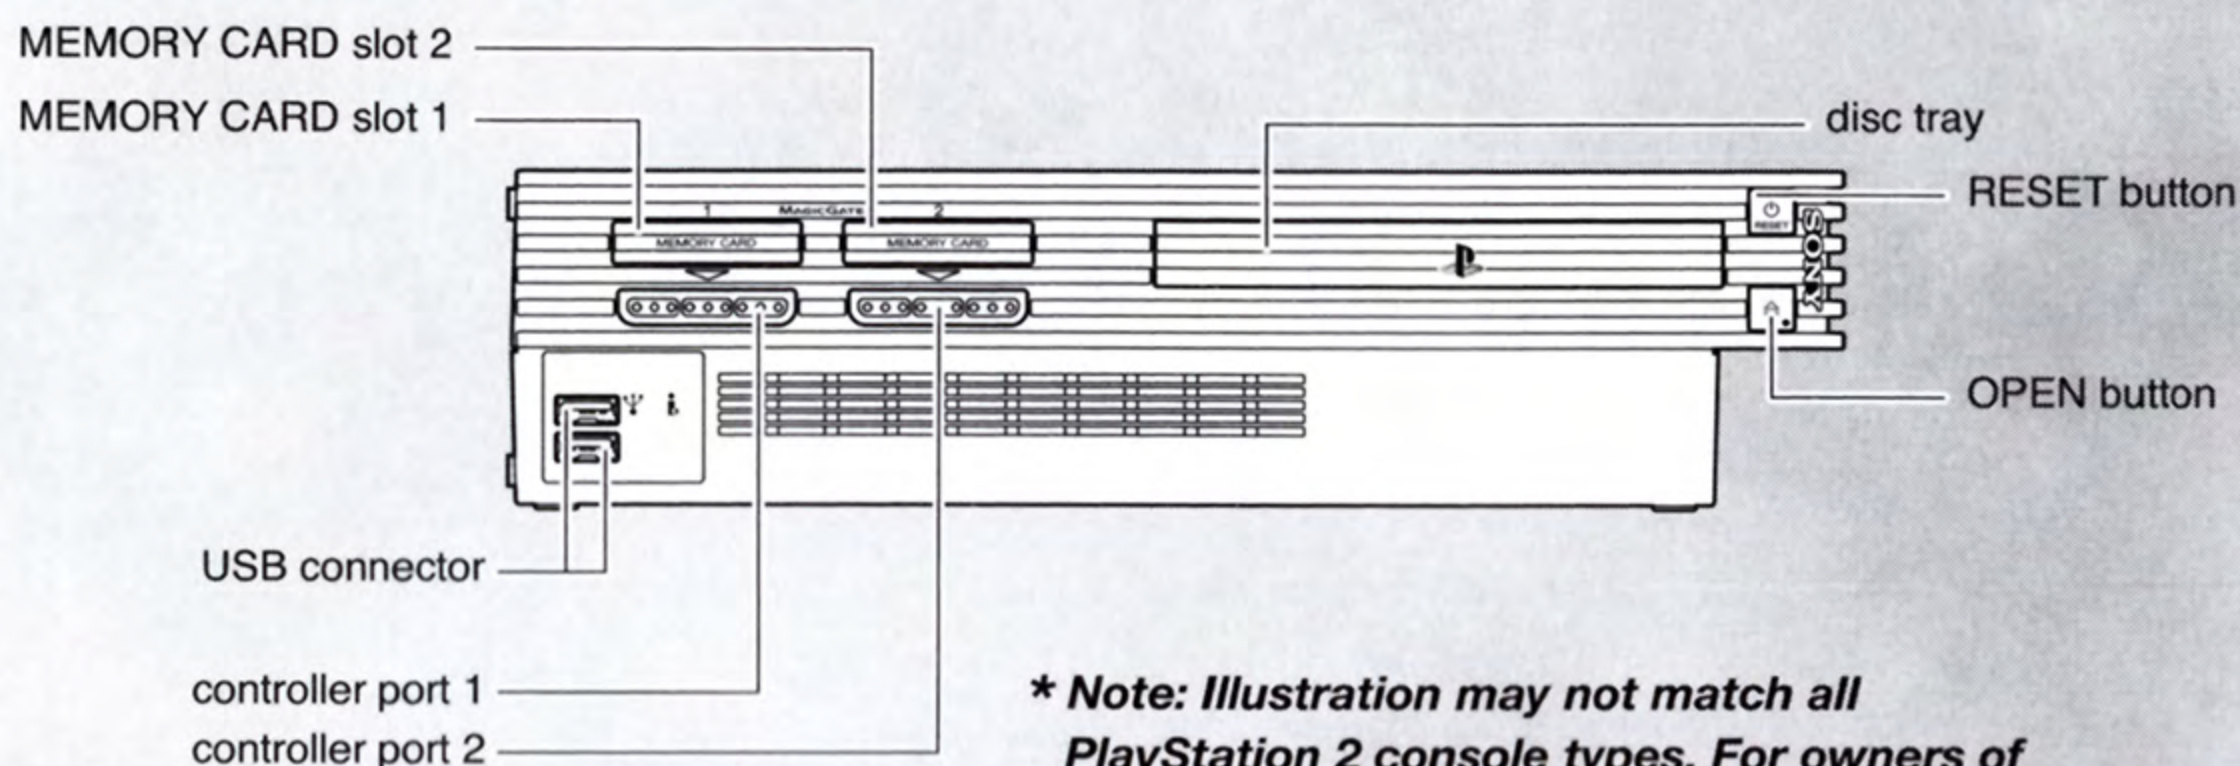 MEMORY CARD slot 2
MEMORY CARD slot 1
disc tray
RESET button
1
MAGICGATE
2
MEMORY CARD
MEMORY CARD
RESET
SONY
OPEN button
USB connector
controller port 1
controller port 2
* Note: Illustration may not match all
PlayStation 2 console types. For owners of